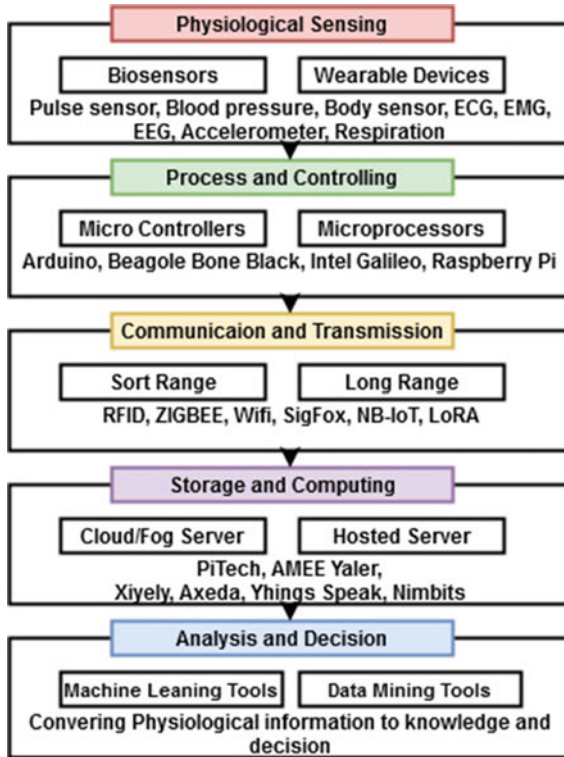 Physiological Sensing
Biosensors
Wearable Devices
Pulse sensor, Blood pressure, Body sensor, ECG, EMG,
EEG, Accelerometer, Respiration
Process and Controlling
Micro Controllers
Microprocessors
Arduino, Beagole Bone Black, Intel Galileo, Raspberry Pi
Communicaion and Transmission
Sort Range
Long Range
RFID, ZIGBEE, Wifi, SigFox, NB-IoT, LoRA
Storage and Computing
Cloud/Fog Server
Hosted Server
PiTech, AMEE Yaler,
Xiyely, Axeda, Yhings Speak, Nimbits
Analysis and Decision
Machine Leaning Tools
Data Mining Tools
Convering Physiological information to knowledge and
decision